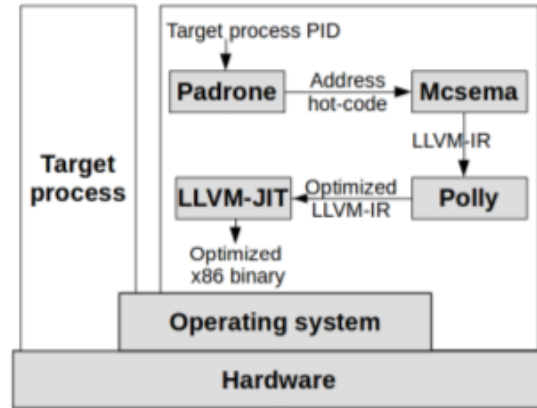 Target process PID
Padrone
Address
hot-code
Mcsema
LLVM-IR
Target
process
LLVM-JIT
Optimized
LLVM-IR
Polly
Optimized
x86 binary
Operating system
Hardware